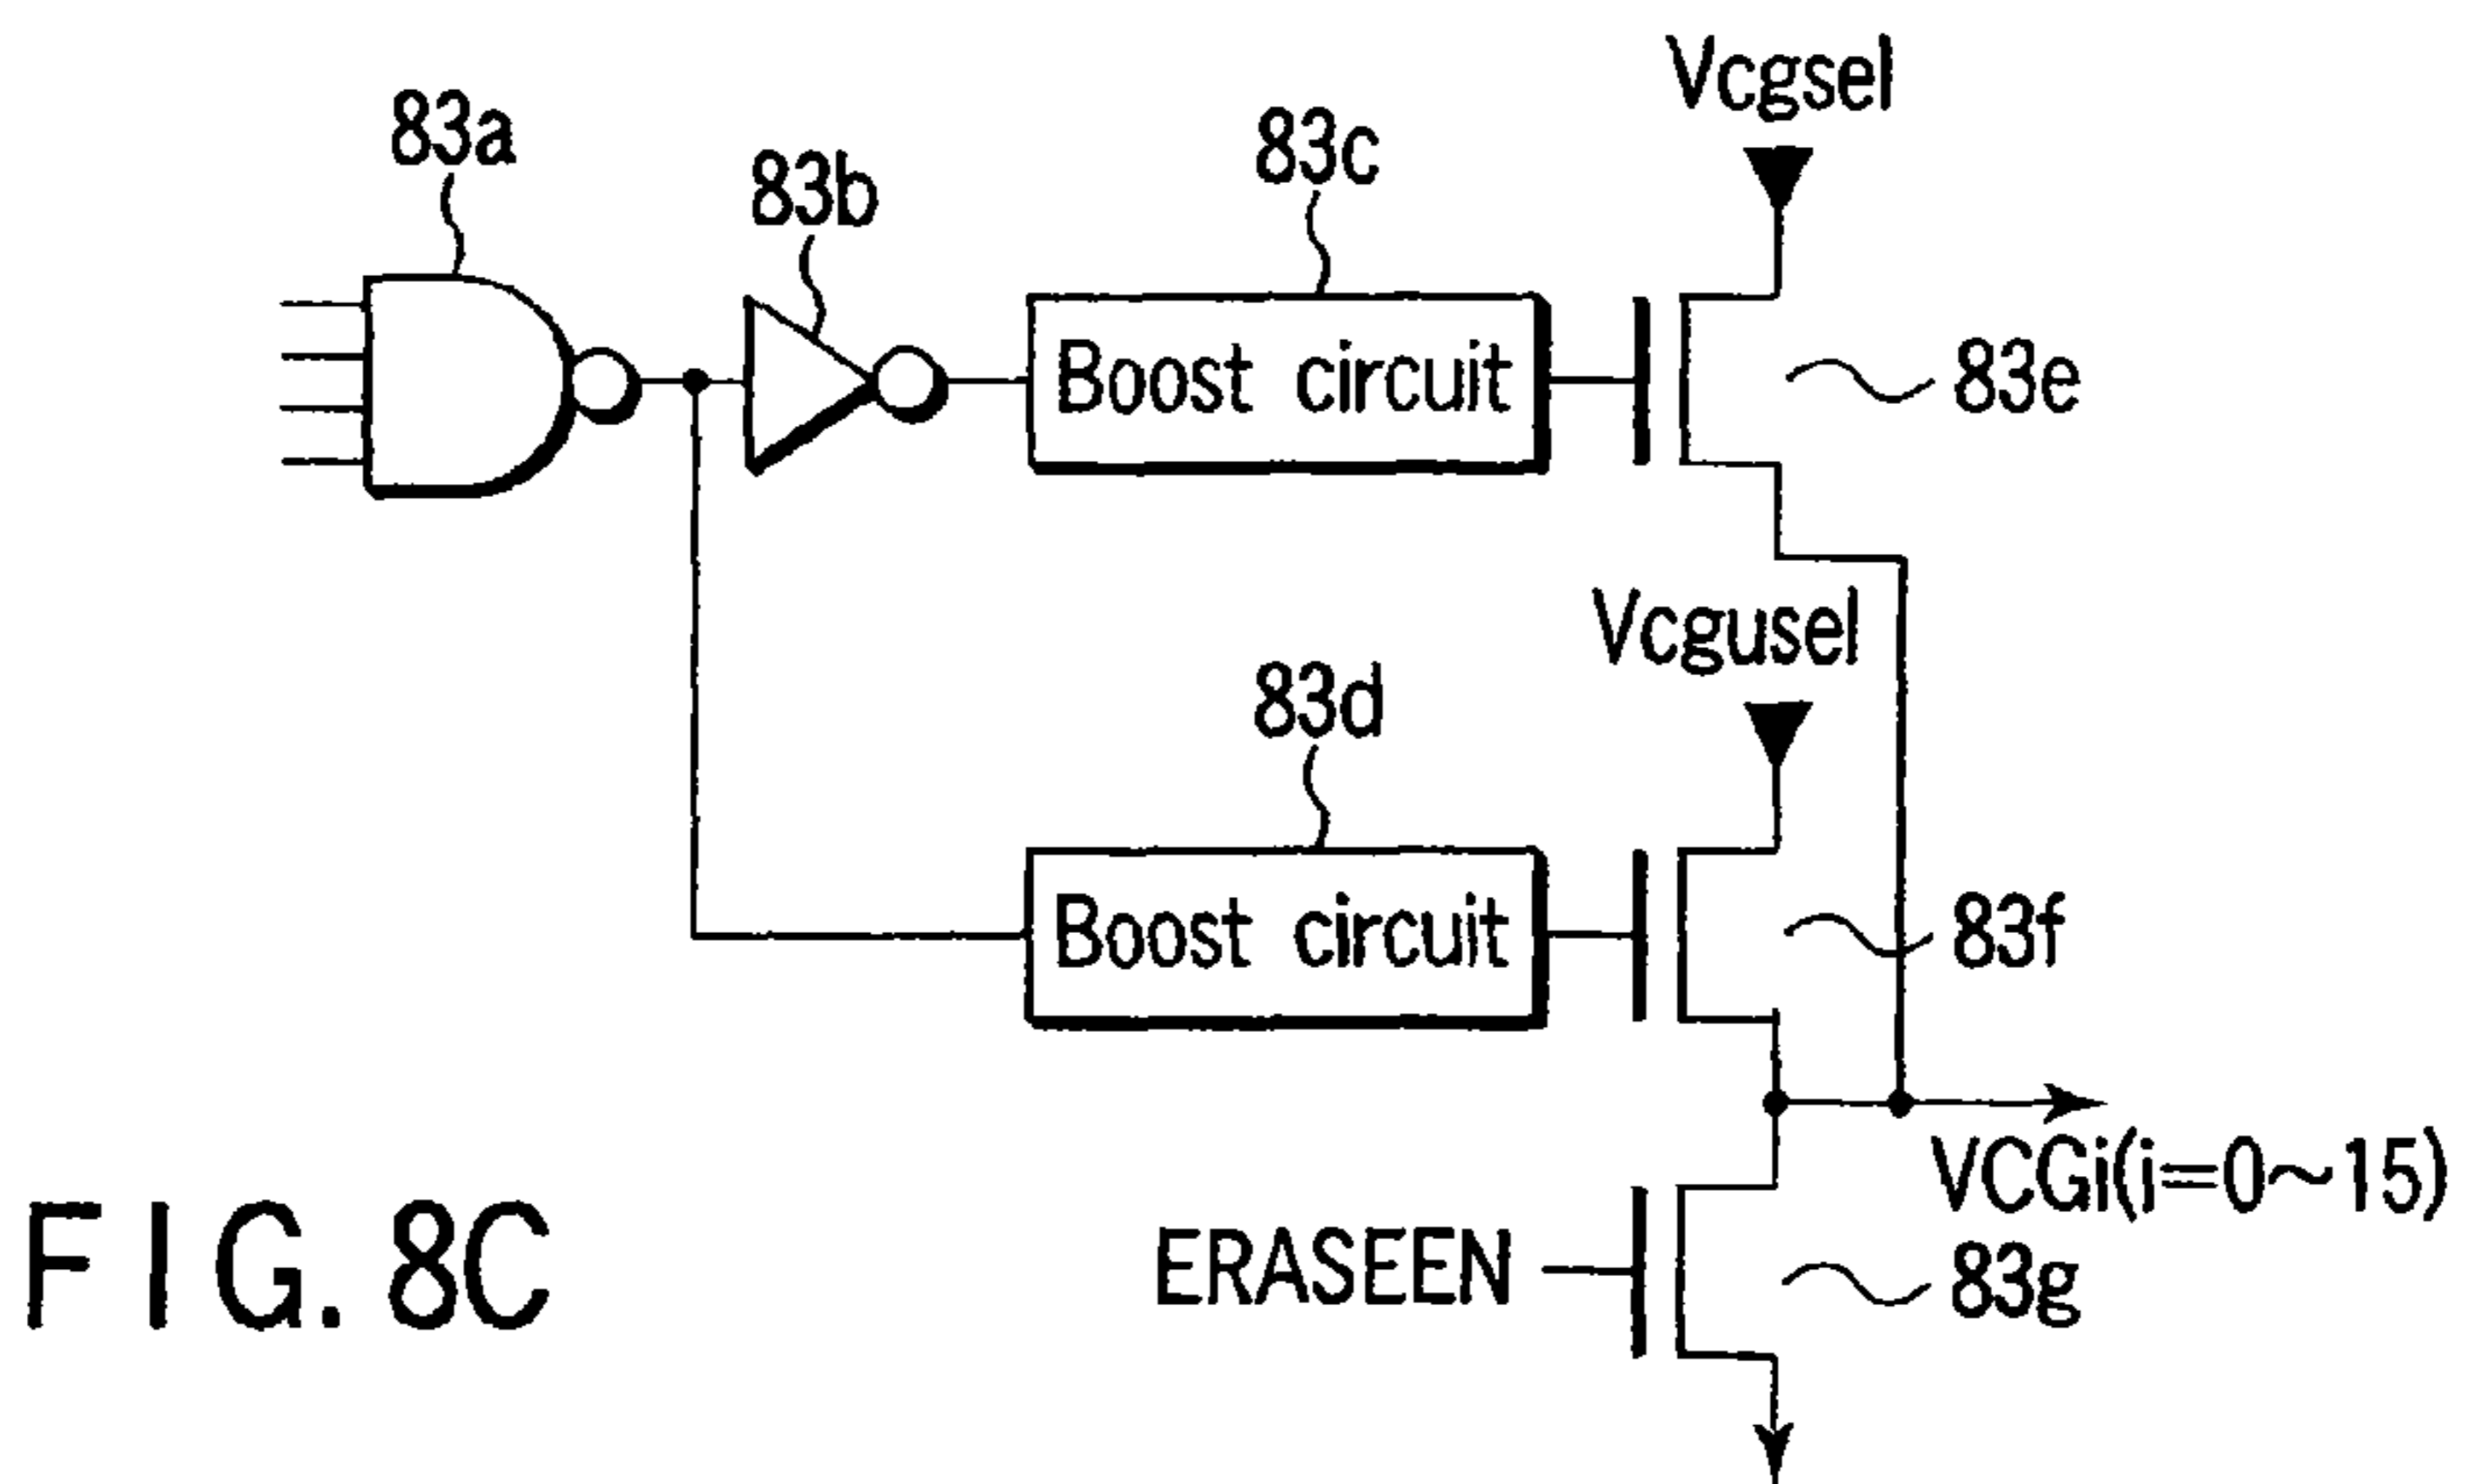 Vcgsel
83a
83c
83b
Boost circuit
83e
Vcgusel
83d
Boost circuit
83f
VCGi(i=0~15)
ERASEEN
83g
FIG. 8C